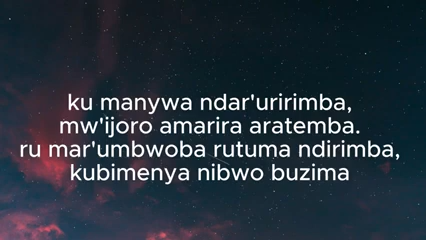 ku manywa ndar'uririmba,
mw'ijoro amarira aratemba.
ru mar'umbwoba rutuma ndirimba,
kubimenya nibwo buzima